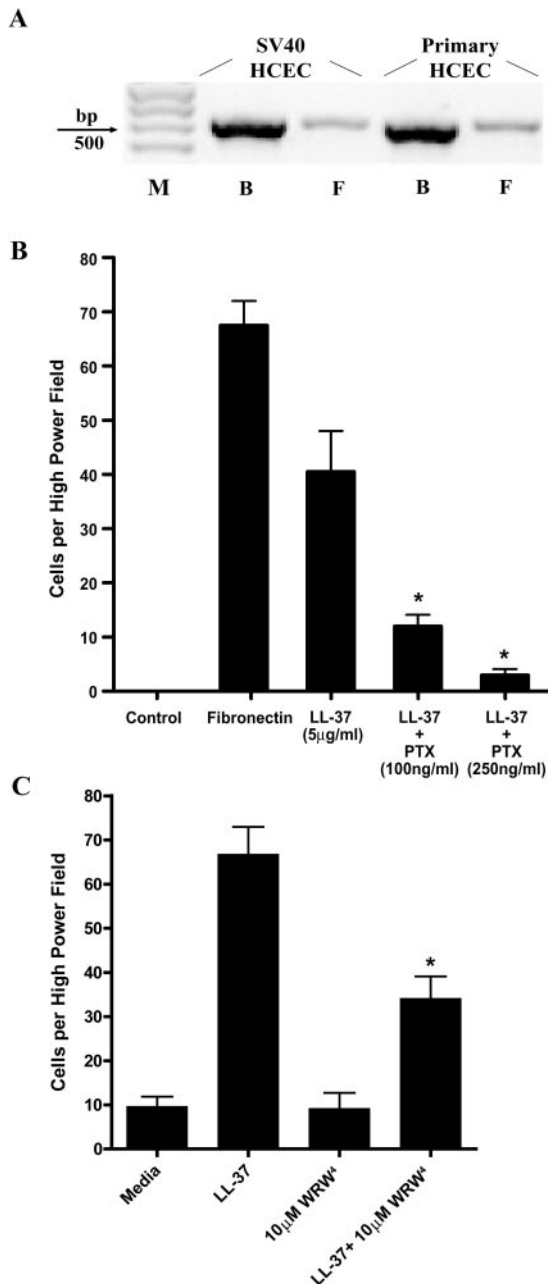 A
SV40 Primary
HCEC HCEC
bp
500
M B F B F
B
Cells per High Power Field
80
70
60
50
40
30
20
10
0
*
*
Control Fibronectin LL-37 LL-37 LL-37
(5µg/ml) + +
PTX PTX
(100ng/ml) (250ng/ml)
C
Cells per High Power Field
80
70
60
50
40
30
20
10
0
*
Media
LL-37
10µM WRW⁴
LL-37+ 10µM WRW⁴